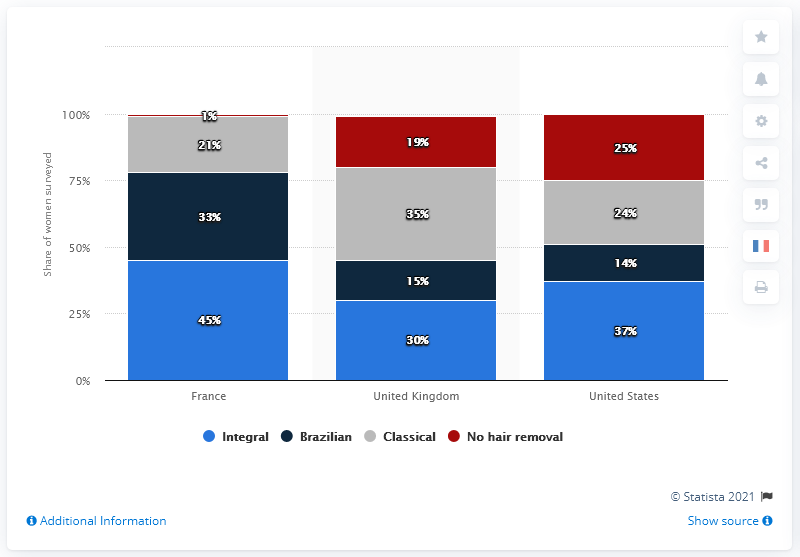 Share of women surveyed
100%
75%
50%
25%
0%
1%
21%
33%
45%
19%
35%
15%
30%
25%
24%
14%
37%
France
United Kingdom
United States
Integral
Brazilian
Classical
No hair removal
© Statista 2021
Additional Information
Show source